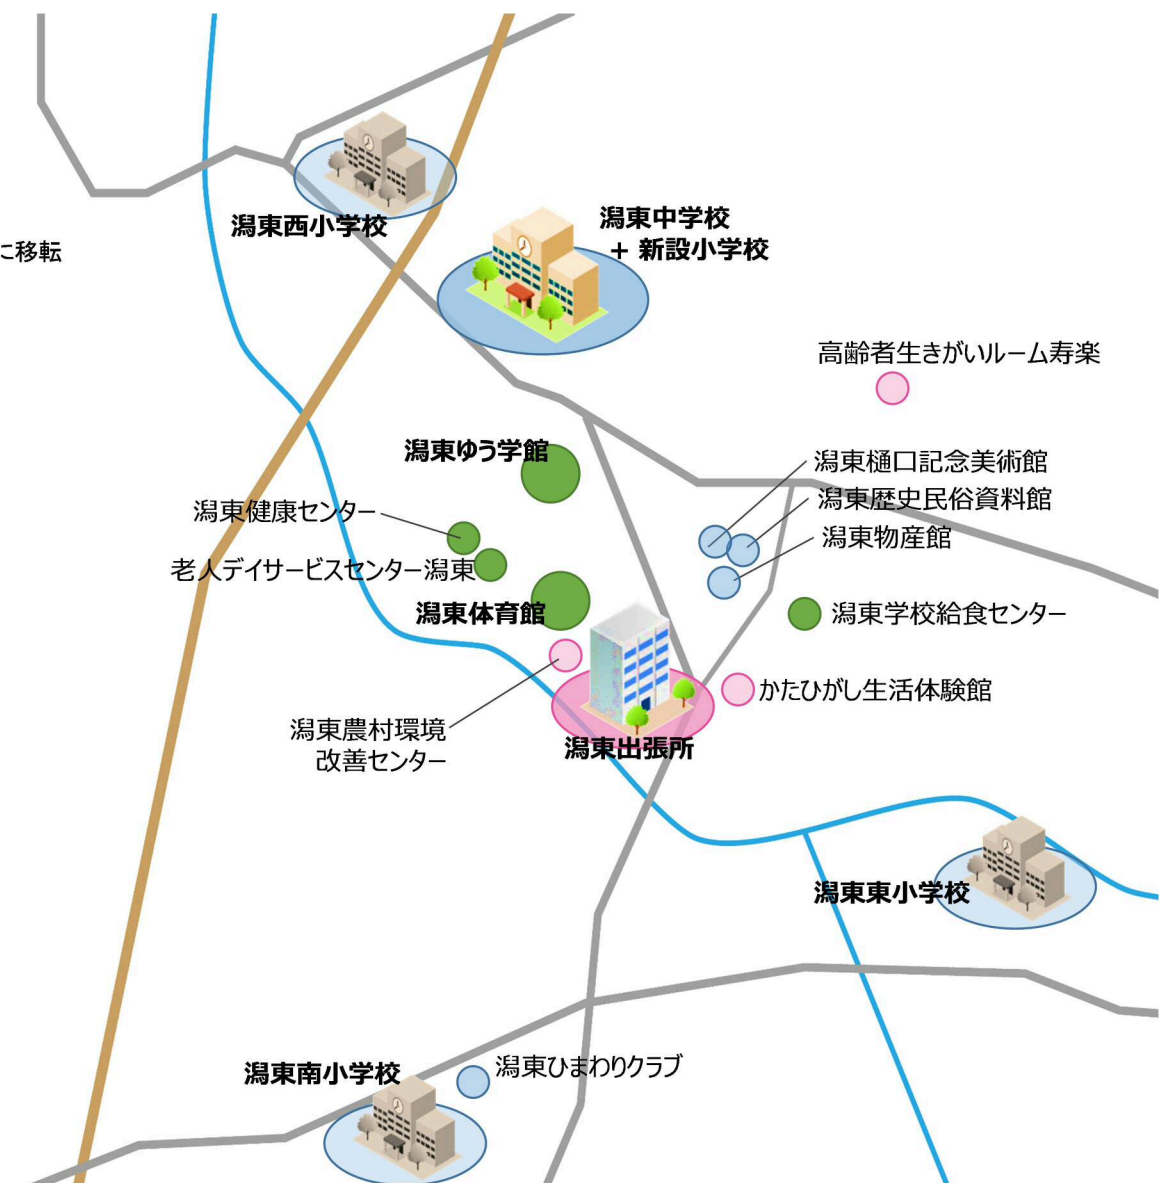 潟東西小学校
潟東中学校
+ 新設小学校
に移転
高齢者生きがいルーム寿楽
潟東ゆう学館
潟東樋口記念美術館
潟東歴史民俗資料館
潟東健康センター
潟東物産館
老人デイサービスセンター潟東
潟東体育館
潟東学校給食センター
かたひがし生活体験館
潟東農村環境
改善センター
潟東出張所
潟東東小学校
潟東ひまわりクラブ
潟東南小学校